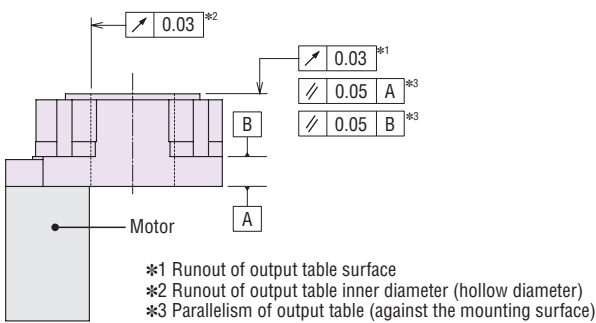 ↗ 0.03 *2
↗ 0.03 *1
// 0.05 A *3
// 0.05 B *3
B
A
Motor
*1 Runout of output table surface
*2 Runout of output table inner diameter (hollow diameter)
*3 Parallelism of output table (against the mounting surface)